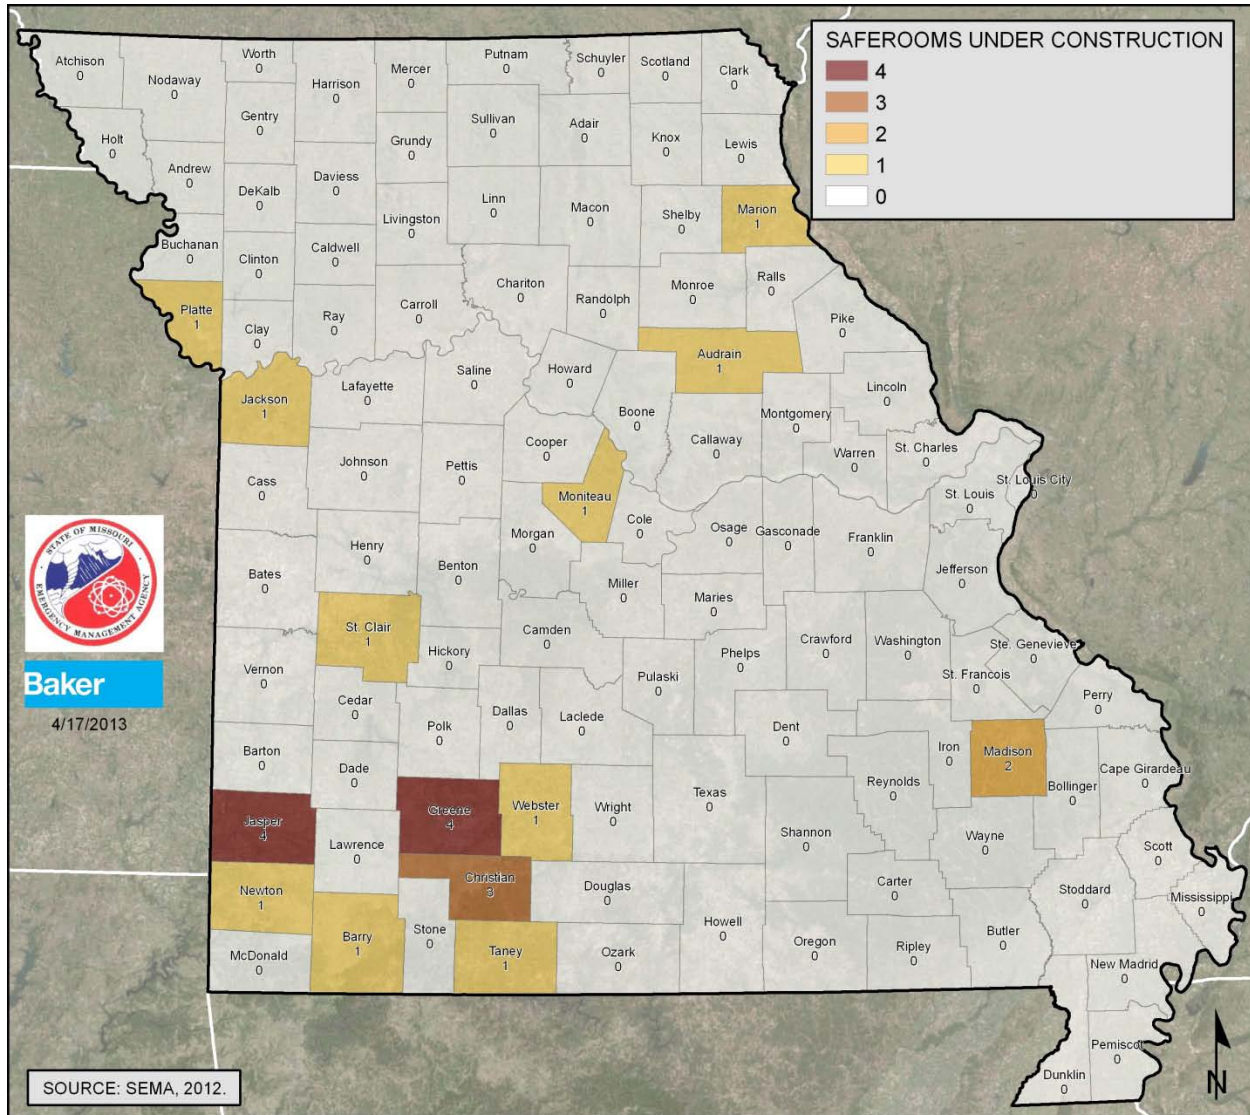 SAFEROOMS UNDER CONSTRUCTION
4
3
2
1
0
Atchison
0
Nodaway
0
Worth
0
Harrison
0
Mercer
0
Putnam
0
Schuyler
0
Scotland
0
Clark
0
Holt
0
Andrew
0
Gentry
0
DeKalb
0
Daviess
0
Grundy
0
Sullivan
0
Adair
0
Knox
0
Lewis
0
Buchanan
0
Clinton
0
Caldwell
0
Livingston
0
Linn
0
Macon
0
Shelby
0
Marion
1
Platte
1
Clay
0
Ray
0
Carroll
0
Chariton
0
Randolph
0
Monroe
0
Ralls
0
Pike
0
Jackson
1
Lafayette
0
Saline
0
Howard
0
Boone
0
Audrain
1
Callaway
0
Montgomery
0
Lincoln
0
Warren
0
St. Charles
0
St. Louis City
0
St. Louis
0
Cass
0
Johnson
0
Pettis
0
Cooper
0
Moniteau
1
Morgan
0
Cole
0
Osage
0
Gasconade
0
Franklin
0
Jefferson
0
Bates
0
Henry
0
Benton
0
Miller
0
Maries
0
St. Clair
1
Hickory
0
Camden
0
Pulaski
0
Phelps
0
Crawford
0
Washington
0
Ste. Genevieve
0
St. Francois
0
Perry
0
Vernon
0
Cedar
0
Polk
0
Dallas
0
Laclede
0
Dent
0
Iron
0
Madison
2
Bollinger
0
Cape Girardeau
0
Barton
0
Dade
0
Greene
4
Webster
1
Wright
0
Texas
0
Reynolds
0
Shannon
0
Wayne
0
Scott
0
Jasper
4
Lawrence
0
Christian
3
Douglas
0
Howell
0
Carter
0
Stoddard
0
Mississippi
0
Newton
1
Barry
1
Stone
0
Taney
1
Ozark
0
Oregon
0
Ripley
0
Butler
0
New Madrid
0
McDonald
0
Pemiscot
0
Dunklin
0
STATE OF MISSOURI
EMERGENCY MANAGEMENT AGENCY
Baker
4/17/2013
SOURCE: SEMA, 2012.
N